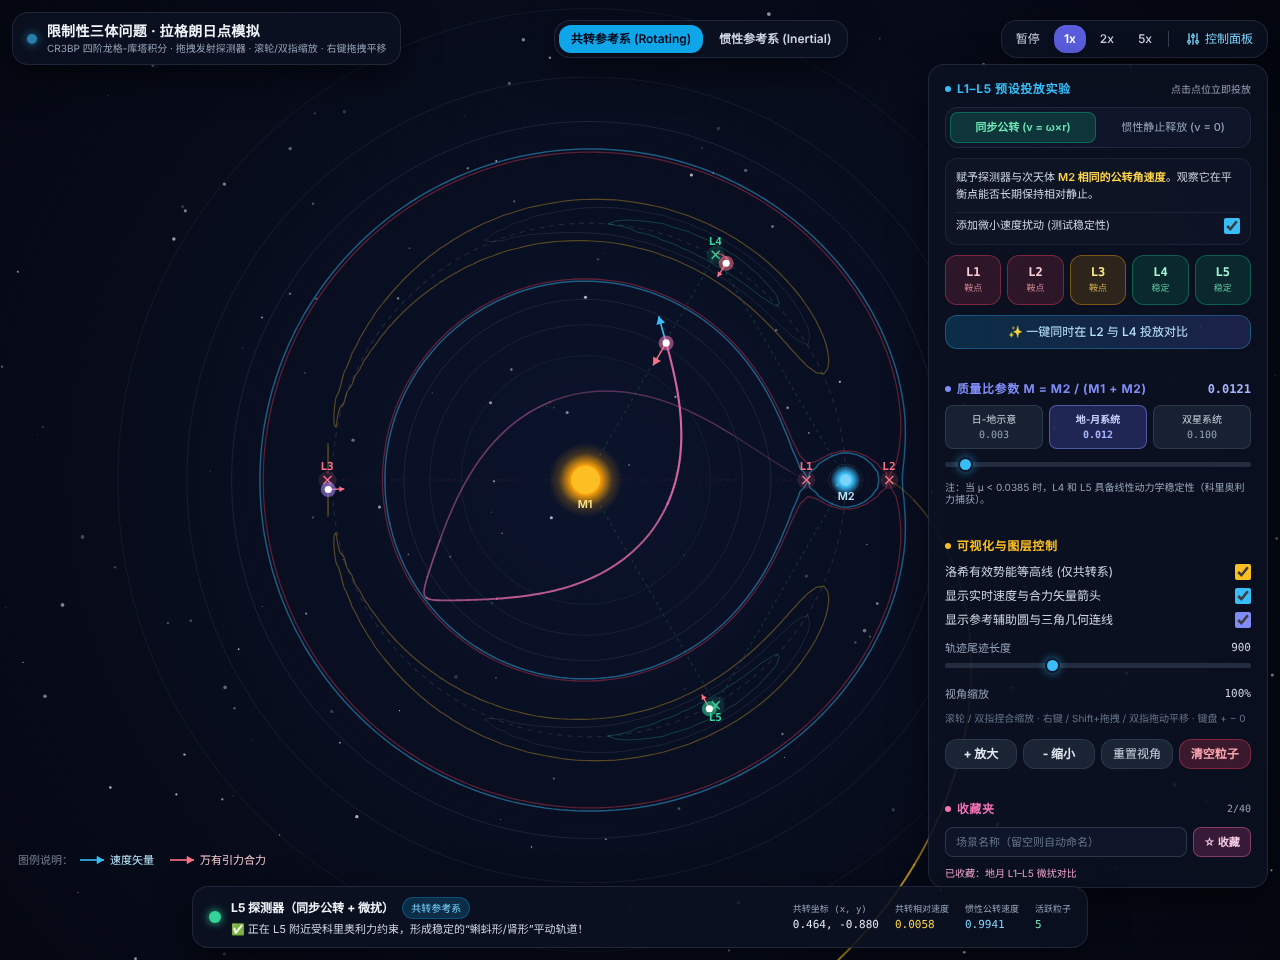 限制性三体问题 · 拉格朗日点模拟
CR3BP 四阶龙格-库塔积分 · 拖拽发射探测器 · 滚轮/双指缩放 · 右键拖拽平移
共转参考系 (Rotating)
惯性参考系 (Inertial)
暂停
1x
2x
5x
控制面板
L1–L5 预设投放实验
点击点位立即投放
同步公转 (v = ω×r)
惯性静止释放 (v = 0)
赋予探测器与次天体 M2 相同的公转角速度。观察它在平
衡点能否长期保持相对静止。
添加微小速度扰动 (测试稳定性)
L1
鞍点
L2
鞍点
L3
鞍点
L4
稳定
L5
稳定
✨ 一键同时在 L2 与 L4 投放对比
质量比参数 M = M2 / (M1 + M2)
0.0121
日-地示意
0.003
地-月系统
0.012
双星系统
0.100
注：当 μ < 0.0385 时，L4 和 L5 具备线性动力学稳定性（科里奥利
力捕获）。
可视化与图层控制
洛希有效势能等高线 (仅共转系)
显示实时速度与合力矢量箭头
显示参考辅助圆与三角几何连线
轨迹尾迹长度
900
视角缩放
100%
滚轮 / 双指捏合缩放 · 右键 / Shift+拖拽 / 双指拖动平移 · 键盘 + − 0
+ 放大
- 缩小
重置视角
清空粒子
收藏夹
2/40
场景名称（留空则自动命名）
☆ 收藏
已收藏：地月 L1–L5 微扰对比
L4
L3
L1
L2
M1
M2
L5
图例说明：
速度矢量
万有引力合力
L5 探测器（同步公转 + 微扰）
共转参考系
✅ 正在 L5 附近受科里奥利力约束，形成稳定的“蝌蚪形/肾形”平动轨道！
共转坐标 (x, y)
0.464, -0.880
共转相对速度
0.0058
惯性公转速度
0.9941
活跃粒子
5